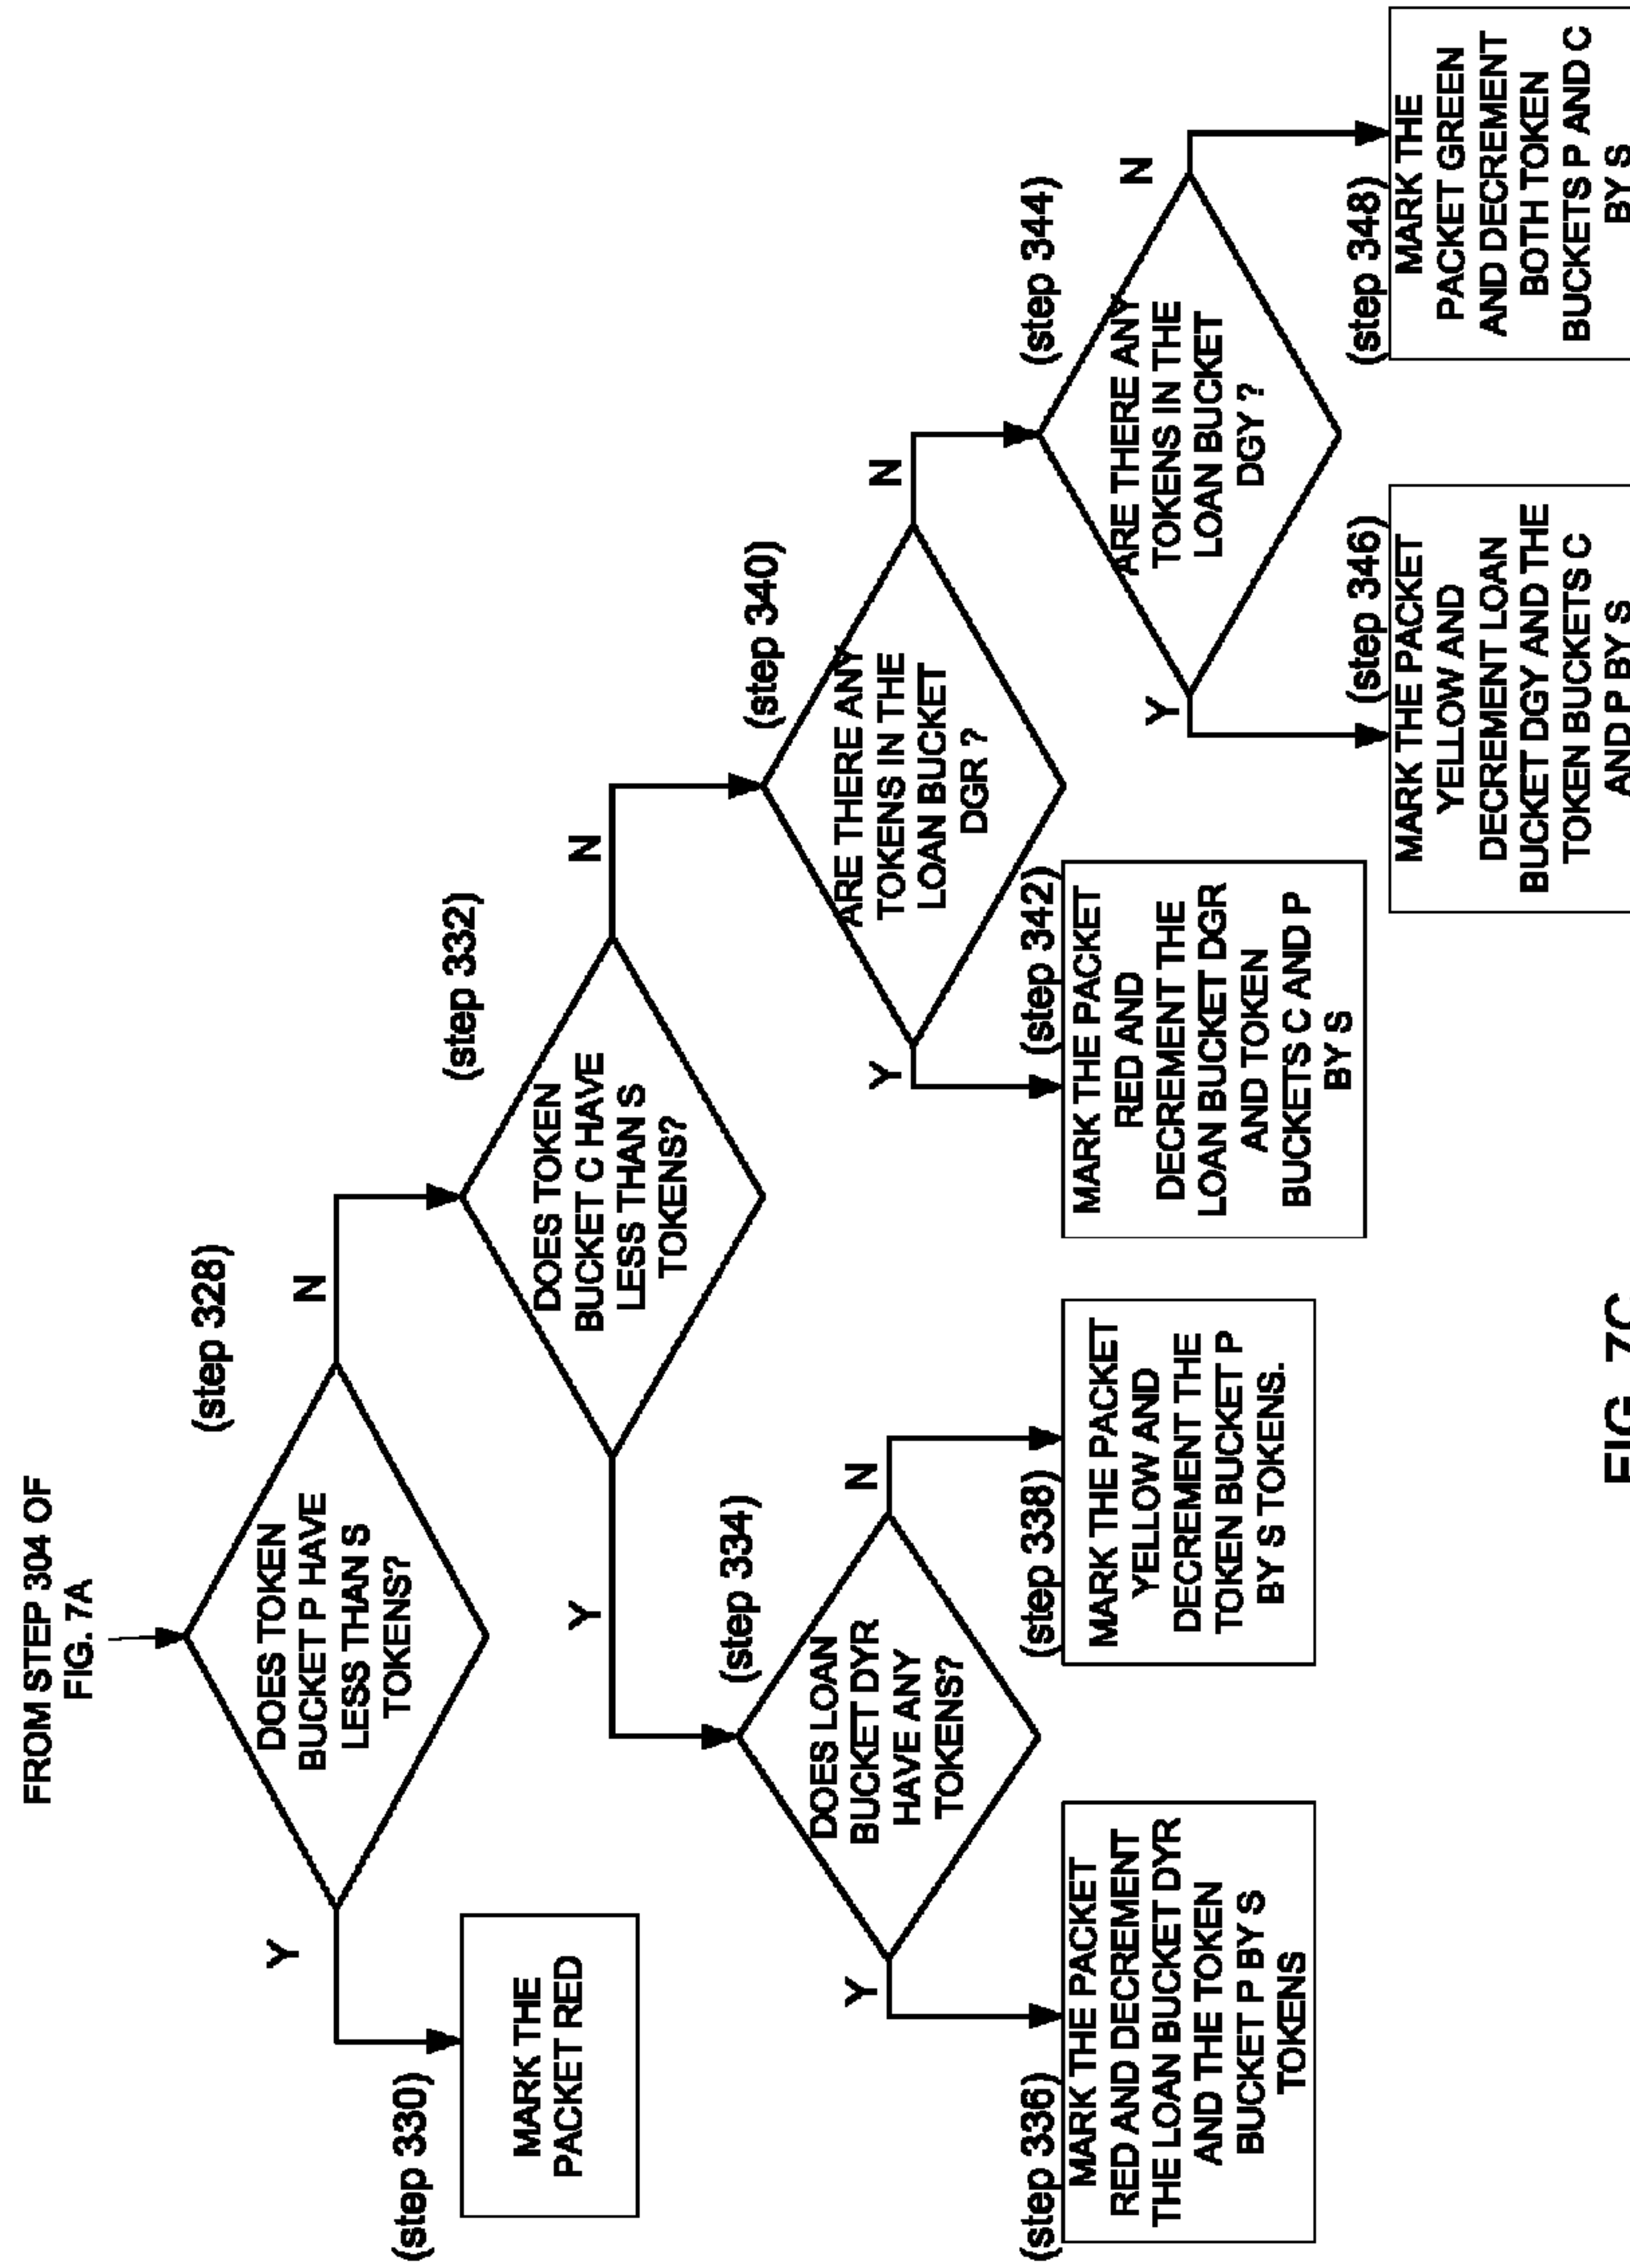 FROM STEP 304 OF
FIG. 7A
(step 328)
DOES TOKEN
BUCKET P HAVE
LESS THAN S
TOKENS?
Y
N
(step 330)
MARK THE
PACKET RED
(step 332)
DOES TOKEN
BUCKET C HAVE
LESS THAN S
TOKENS?
Y
N
(step 334)
DOES LOAN
BUCKET DYR
HAVE ANY
TOKENS?
Y
N
(step 336)
MARK THE PACKET
RED AND DECREMENT
THE LOAN BUCKET DYR
AND THE TOKEN
BUCKET P BY S
TOKENS
(step 338)
MARK THE PACKET
YELLOW AND
DECREMENT THE
TOKEN BUCKET P
BY S TOKENS.
(step 340)
ARE THERE ANY
TOKENS IN THE
LOAN BUCKET
DGR ?
Y
N
(step 342)
MARK THE PACKET
RED AND
DECREMENT THE
LOAN BUCKET DGR
AND TOKEN
BUCKETS C AND P
BY S
(step 344)
ARE THERE ANY
TOKENS IN THE
LOAN BUCKET
DGY ?
Y
N
(step 346)
MARK THE PACKET
YELLOW AND
DECREMENT LOAN
BUCKET DGY AND THE
TOKEN BUCKETS C
AND P BY S
(step 348)
MARK THE
PACKET GREEN
AND DECREMENT
BOTH TOKEN
BUCKETS P AND C
BY S
FIG. 7C